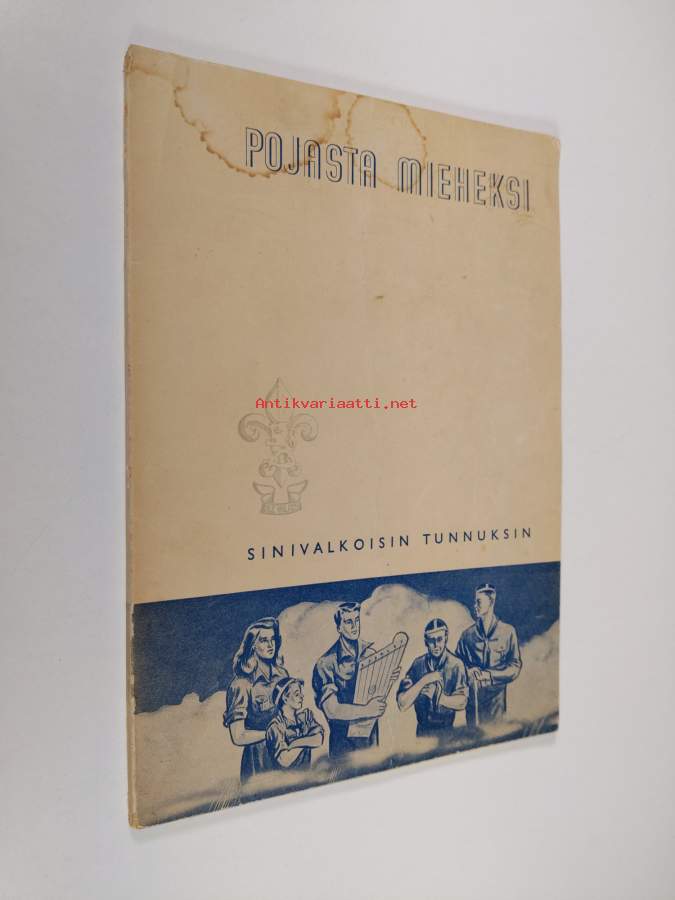 POJASTA MIEHEKSI
Antikvariaatti.net
SINIVALKOISIN TUNNUKSIN